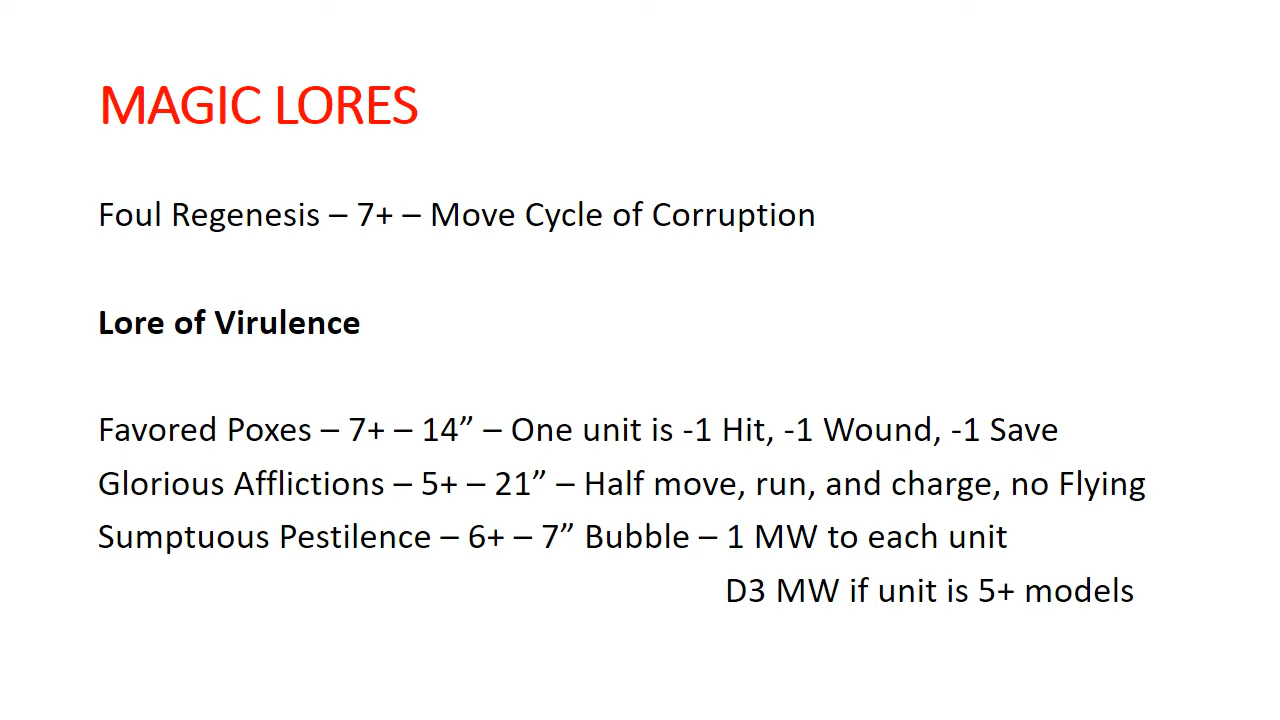 MAGIC LORES
Foul Regenesis – 7+ – Move Cycle of Corruption
Lore of Virulence
Favored Poxes – 7+ – 14” – One unit is -1 Hit, -1 Wound, -1 Save
Glorious Afflictions – 5+ – 21” – Half move, run, and charge, no Flying
Sumptuous Pestilence – 6+ – 7” Bubble – 1 MW to each unit
D3 MW if unit is 5+ models